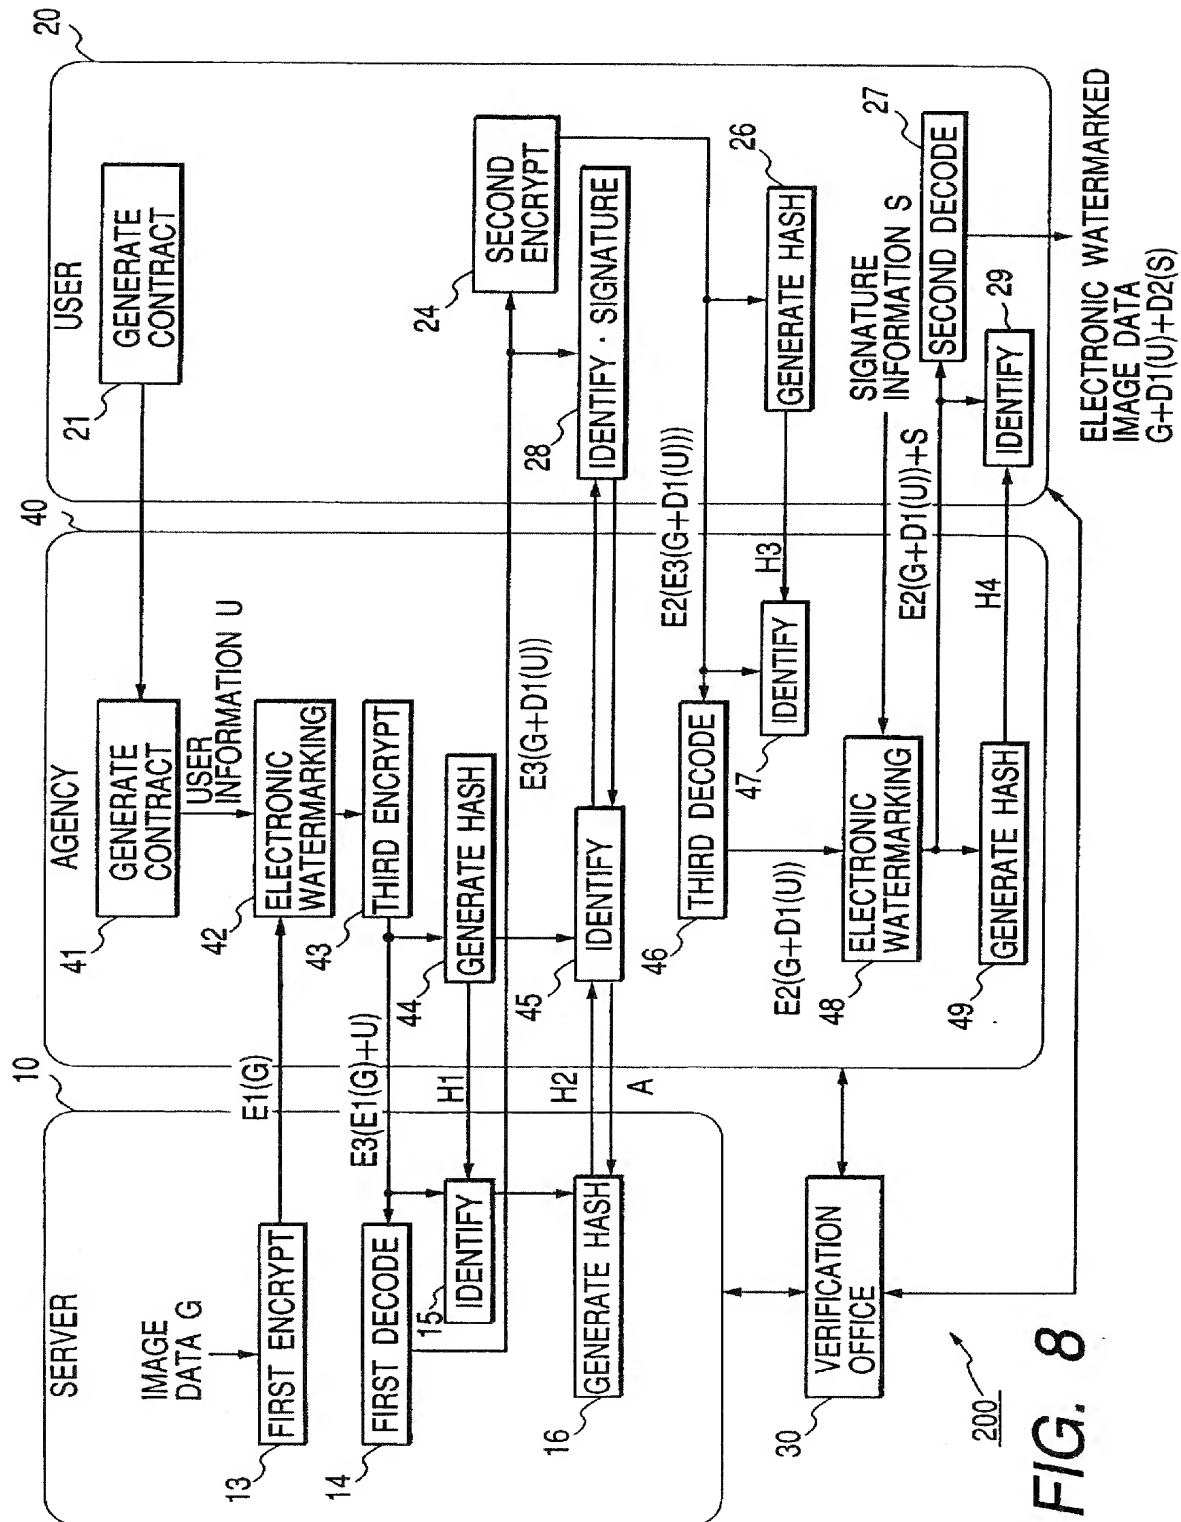 SERVER
10
IMAGE
DATA G
FIRST ENCRYPT
13
E1(G)
FIRST DECODE
14
E3(E1(G)+U)
IDENTIFY
15
H1
GENERATE HASH
16
H2
A
VERIFICATION
OFFICE
30
AGENCY
40
GENERATE
CONTRACT
41
USER
INFORMATION U
ELECTRONIC
WATERMARKING
42
THIRD ENCRYPT
43
GENERATE HASH
44
E3(G+D1(U))
IDENTIFY
45
THIRD DECODE
46
E2(E3(G+D1(U)))
IDENTIFY
47
H3
E2(G+D1(U))
ELECTRONIC
WATERMARKING
48
E2(G+D1(U))+S
GENERATE HASH
49
H4
USER
20
GENERATE
CONTRACT
21
SECOND
ENCRYPT
24
IDENTIFY · SIGNATURE
28
GENERATE HASH
26
SIGNATURE
INFORMATION S
SECOND DECODE
27
IDENTIFY
29
ELECTRONIC WATERMARKED
IMAGE DATA
G+D1(U)+D2(S)
200
FIG. 8